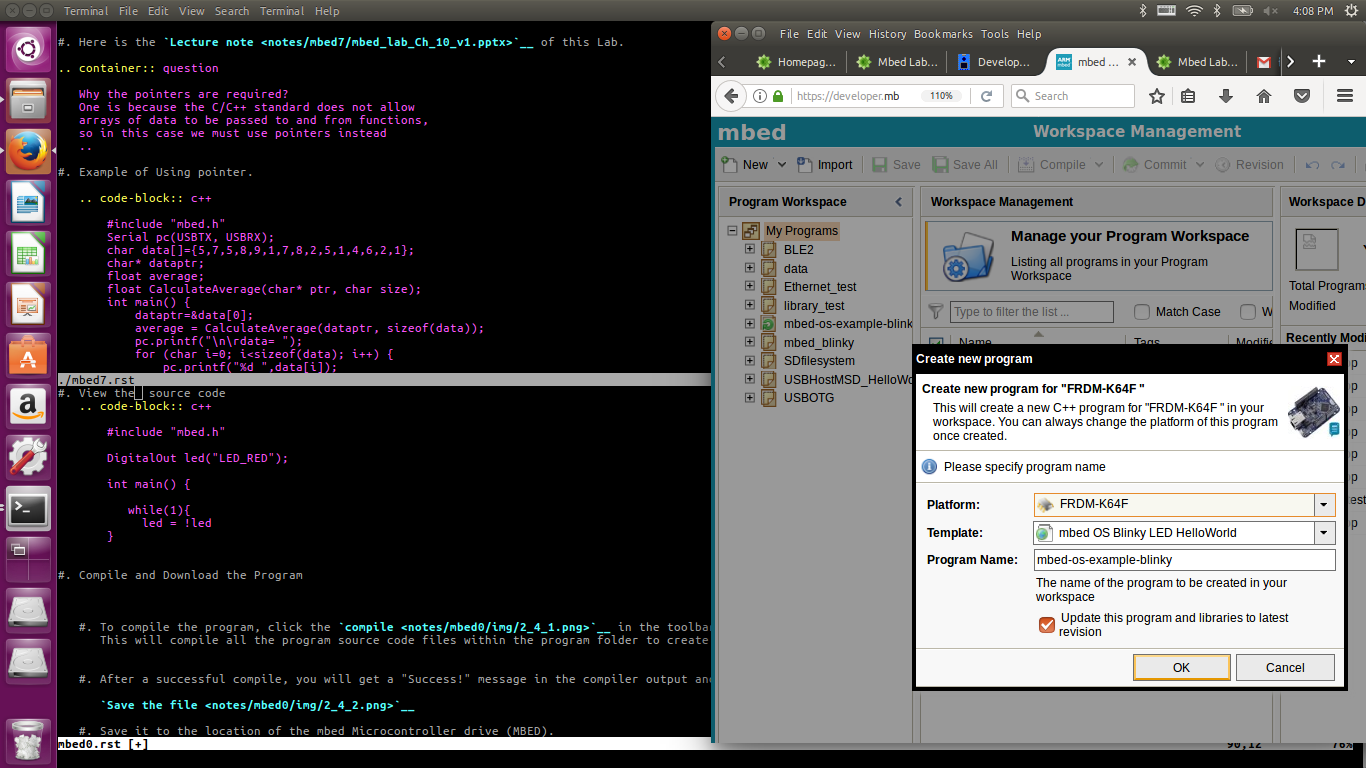 Terminal File Edit View Search Terminal Help
4:08 PM
#. Here is the `Lecture note <notes/mbed7/mbed_lab_Ch_10_v1.pptx>`__ of this Lab.
.. container:: question
Why the pointers are required?
One is because the C/C++ standard does not allow
arrays of data to be passed to and from functions,
so in this case we must use pointers instead
..
#. Example of Using pointer.
.. code-block:: c++
#include "mbed.h"
Serial pc(USBTX, USBRX);
char data[]={5,7,5,8,9,1,7,8,2,5,1,4,6,2,1};
char* dataptr;
float average;
float CalculateAverage(char* ptr, char size);
int main() {
dataptr=&data[0];
average = CalculateAverage(dataptr, sizeof(data));
pc.printf("\n\rdata= ");
for (char i=0; i<sizeof(data); i++) {
pc.printf("%d ",data[i]);
./mbed7.rst
#. View the source code
.. code-block:: c++
#include "mbed.h"
DigitalOut led("LED_RED");
int main() {
while(1){
led = !led
}
#. Compile and Download the Program
#. To compile the program, click the `compile <notes/mbed0/img/2_4_1.png>`__ in the toolba
This will compile all the program source code files within the program folder to create
#. After a successful compile, you will get a "Success!" message in the compiler output an
`Save the file <notes/mbed0/img/2_4_2.png>`__
#. Save it to the location of the mbed Microcontroller drive (MBED).
mbed0.rst [+]
90,12 76%
File Edit View History Bookmarks Tools Help
Homepag... Mbed Lab... Develop... mbed ... Mbed Lab...
https://developer.mb 110% Search
mbed Workspace Management
New Import Save Save All Compile Commit Revision
Program Workspace
My Programs
BLE2
data
Ethernet_test
library_test
mbed-os-example-blink
mbed_blinky
SDfilesystem
USBHostMSD_HelloWo
USBOTG
Workspace Management
Manage your Program Workspace
Listing all programs in your Program
Workspace
Type to filter the list ... Match Case W
Name Tags Modifie
Workspace D
Total Program
Modified
Recently Modi
Create new program
Create new program for "FRDM-K64F "
This will create a new C++ program for "FRDM-K64F " in your
workspace. You can always change the platform of this program
once created.
Please specify program name
Platform: FRDM-K64F
Template: mbed OS Blinky LED HelloWorld
Program Name: mbed-os-example-blinky
The name of the program to be created in your
workspace
Update this program and libraries to latest
revision
OK Cancel